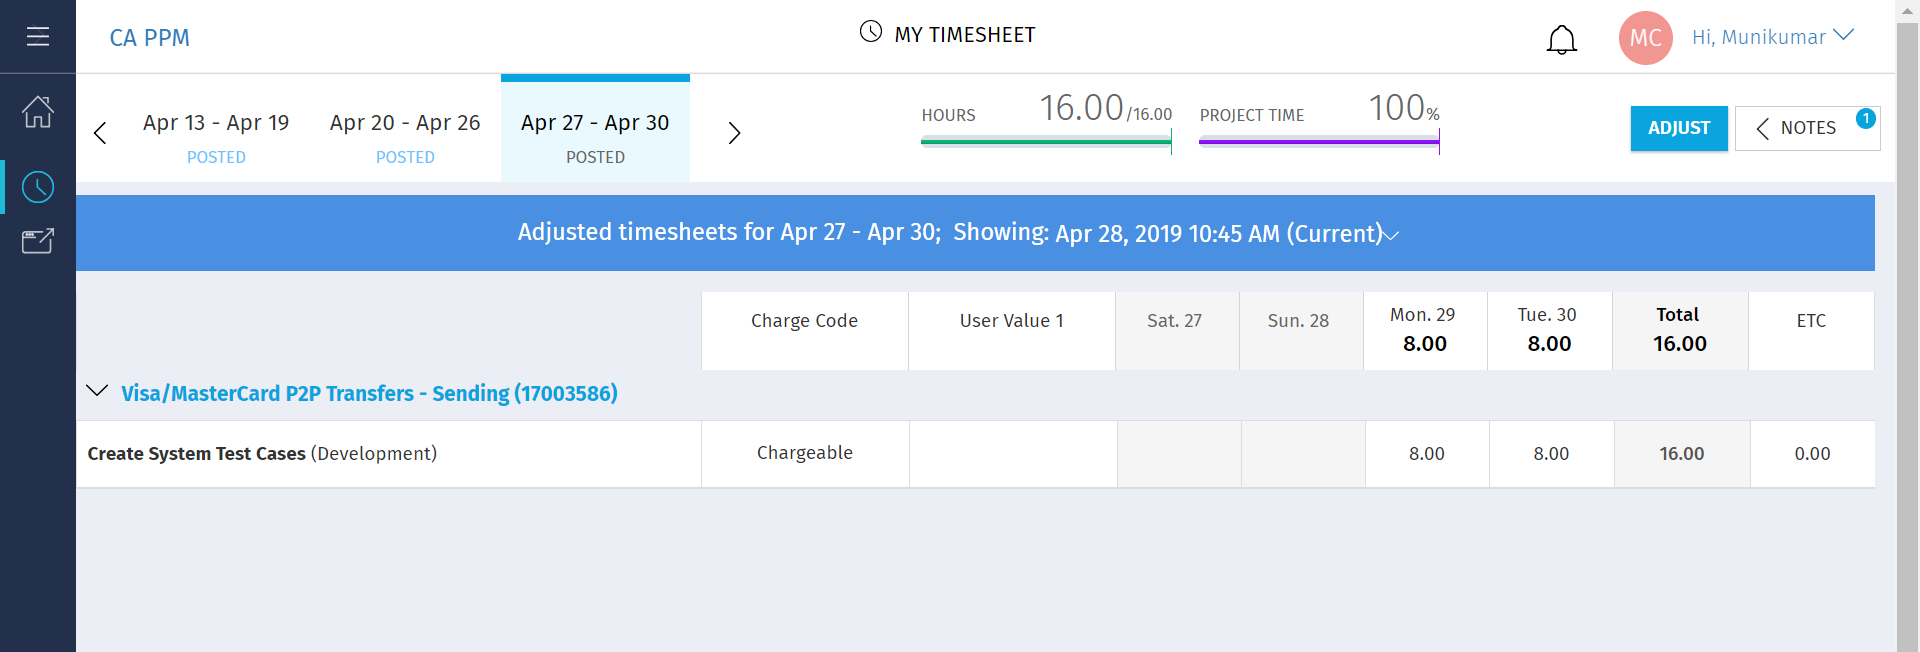 CA PPM
MY TIMESHEET
MC
Hi, Munikumar
Apr 13 - Apr 19
POSTED
Apr 20 - Apr 26
POSTED
Apr 27 - Apr 30
POSTED
HOURS 16.00/16.00
PROJECT TIME 100%
ADJUST
NOTES 1
Adjusted timesheets for Apr 27 - Apr 30; Showing: Apr 28, 2019 10:45 AM (Current)
Charge Code
User Value 1
Sat. 27
Sun. 28
Mon. 29
8.00
Tue. 30
8.00
Total
16.00
ETC
Visa/MasterCard P2P Transfers - Sending (17003586)
Create System Test Cases (Development) Chargeable 8.00 8.00 16.00 0.00